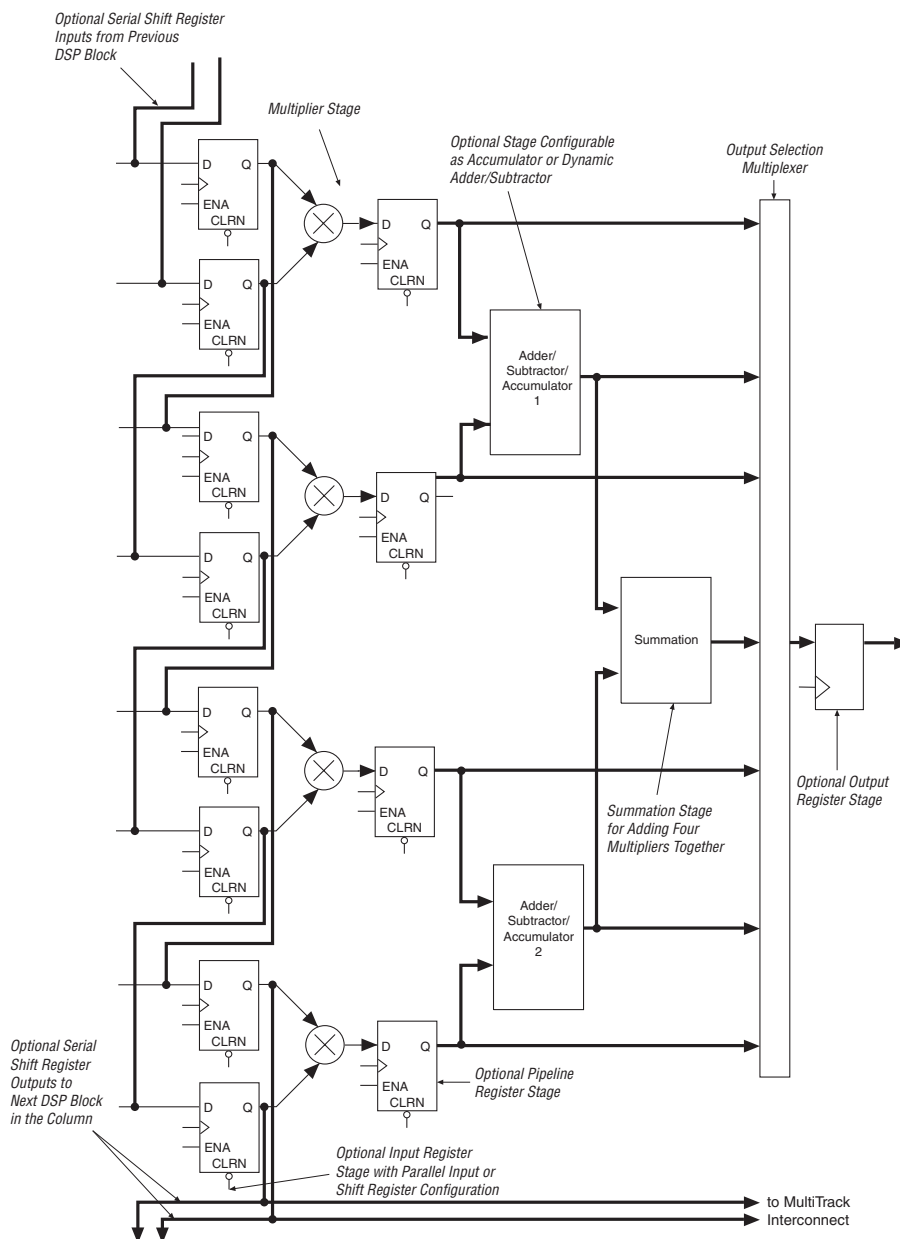 Optional Serial Shift Register
Inputs from Previous
DSP Block
Multiplier Stage
Optional Stage Configurable
as Accumulator or Dynamic
Adder/Subtractor
Output Selection
Multiplexer
D Q
ENA
CLRN
D Q
ENA
CLRN
D Q
ENA
CLRN
Adder/
Subtractor/
Accumulator
1
D Q
ENA
CLRN
D Q
ENA
CLRN
D Q
ENA
CLRN
Summation
D Q
ENA
CLRN
D Q
ENA
CLRN
D Q
ENA
CLRN
Summation Stage
for Adding Four
Multipliers Together
Optional Output
Register Stage
Adder/
Subtractor/
Accumulator
2
D Q
ENA
CLRN
D Q
ENA
CLRN
D Q
ENA
CLRN
Optional Serial
Shift Register
Outputs to
Next DSP Block
in the Column
Optional Pipeline
Register Stage
Optional Input Register
Stage with Parallel Input or
Shift Register Configuration
to MultiTrack
Interconnect